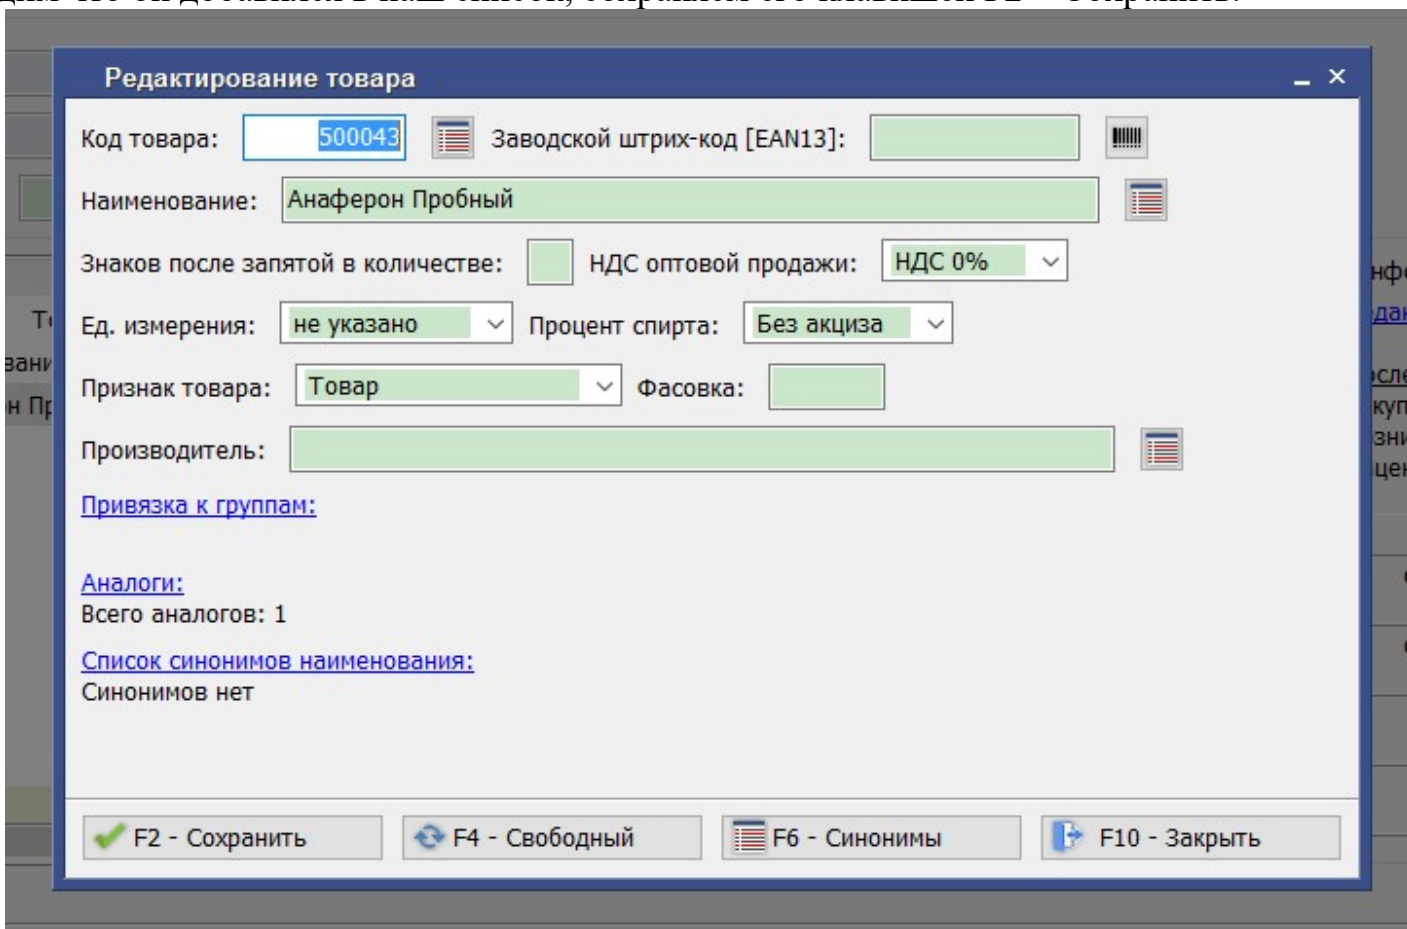 Редактирование товара
Код товара: 500043 Заводской штрих-код [EAN13]:
Наименование: Анаферон Пробный
Знаков после запятой в количестве: НДС оптовой продажи: НДС 0%
Ед. измерения: не указано Процент спирта: Без акциза
Признак товара: Товар Фасовка:
Производитель:
Привязка к группам:
Аналоги:
Всего аналогов: 1
Список синонимов наименования:
Синонимов нет
F2 - Сохранить F4 - Свободный F6 - Синонимы F10 - Закрыть